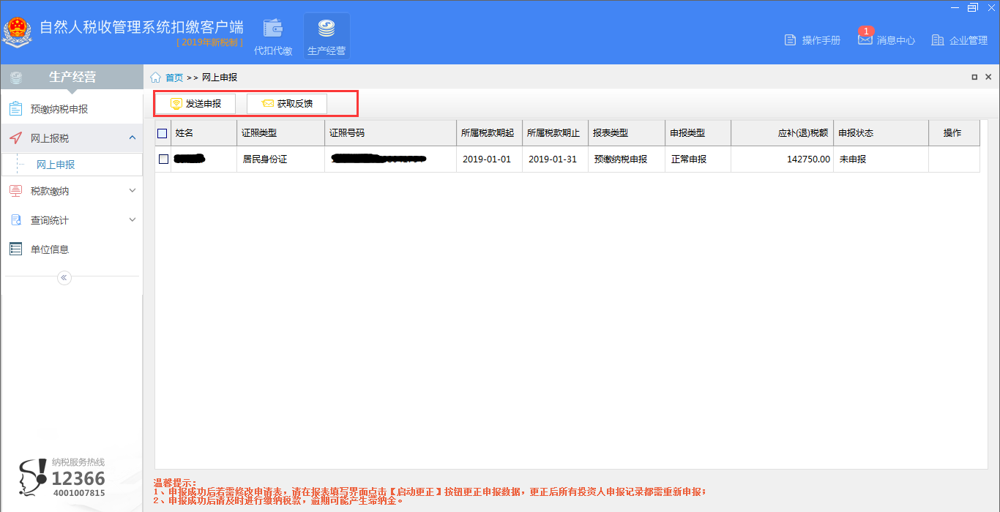 自然人税收管理系统扣缴客户端
[ 2019年新税制 ]
代扣代缴
生产经营
操作手册
1
消息中心
企业管理
生产经营
首页 >> 网上申报
预缴纳税申报
网上报税
网上申报
税款缴纳
查询统计
单位信息
发送申报 获取反馈
姓名 证照类型 证照号码 所属税款期起 所属税款期止 报表类型 申报类型 应补(退)税额 申报状态 操作
居民身份证 2019-01-01 2019-01-31 预缴纳税申报 正常申报 142750.00 未申报
纳税服务热线
12366
4001007815
温馨提示：
1、申报成功后若需修改申请表，请在报表填写界面点击【启动更正】按钮更正申报数据，更正后所有投资人申报记录都需重新申报；
2、申报成功后请及时进行缴纳税款，逾期可能产生滞纳金。